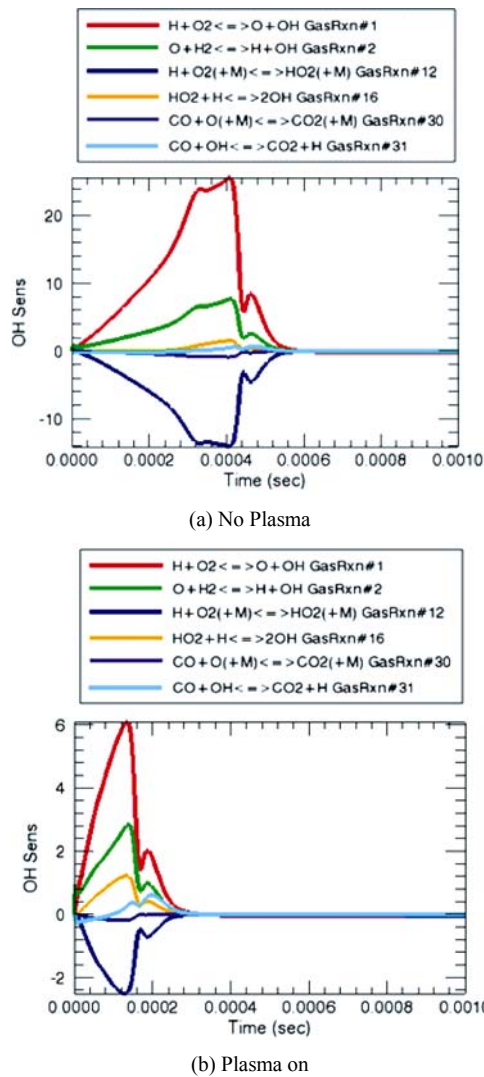 H+O2<=>O+OH GasRxn#1
O+H2<=>H+OH GasRxn#2
H+O2(+M)<=>HO2(+M) GasRxn#12
HO2+H<=>2OH GasRxn#16
CO+O(+M)<=>CO2(+M) GasRxn#30
CO+OH<=>CO2+H GasRxn#31
20
10
0
-10
OH Sens
0.0000 0.0002 0.0004 0.0006 0.0008 0.0010
Time (sec)
(a) No Plasma
H+O2<=>O+OH GasRxn#1
O+H2<=>H+OH GasRxn#2
H+O2(+M)<=>HO2(+M) GasRxn#12
HO2+H<=>2OH GasRxn#16
CO+O(+M)<=>CO2(+M) GasRxn#30
CO+OH<=>CO2+H GasRxn#31
6
4
2
0
-2
OH Sens
0.0000 0.0002 0.0004 0.0006 0.0008 0.0010
Time (sec)
(b) Plasma on